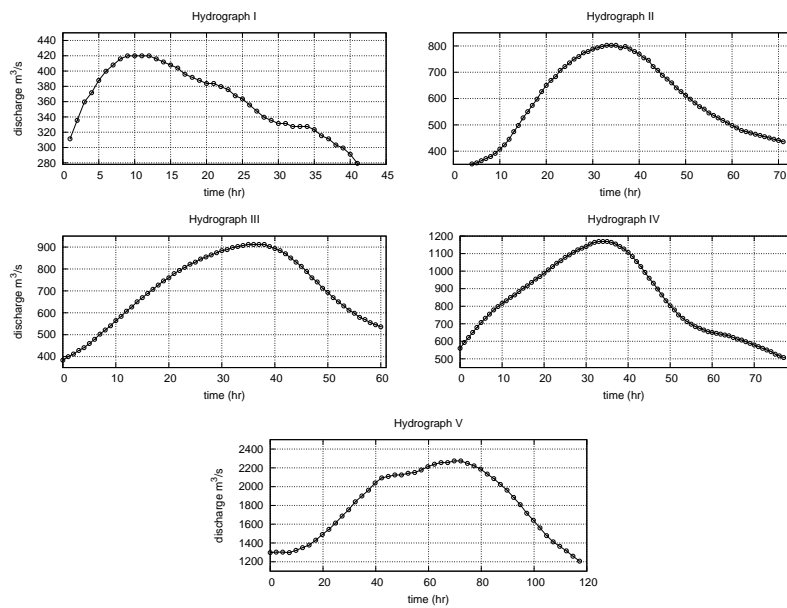 Hydrograph I
discharge m³/s
440
420
400
380
360
340
320
300
280
0 5 10 15 20 25 30 35 40 45
time (hr)
Hydrograph II
discharge m³/s
800
700
600
500
400
0 10 20 30 40 50 60 70
time (hr)
Hydrograph III
discharge m³/s
900
800
700
600
500
400
0 10 20 30 40 50 60
time (hr)
Hydrograph IV
discharge m³/s
1200
1100
1000
900
800
700
600
500
0 10 20 30 40 50 60 70
time (hr)
Hydrograph V
discharge m³/s
2400
2200
2000
1800
1600
1400
1200
0 20 40 60 80 100 120
time (hr)